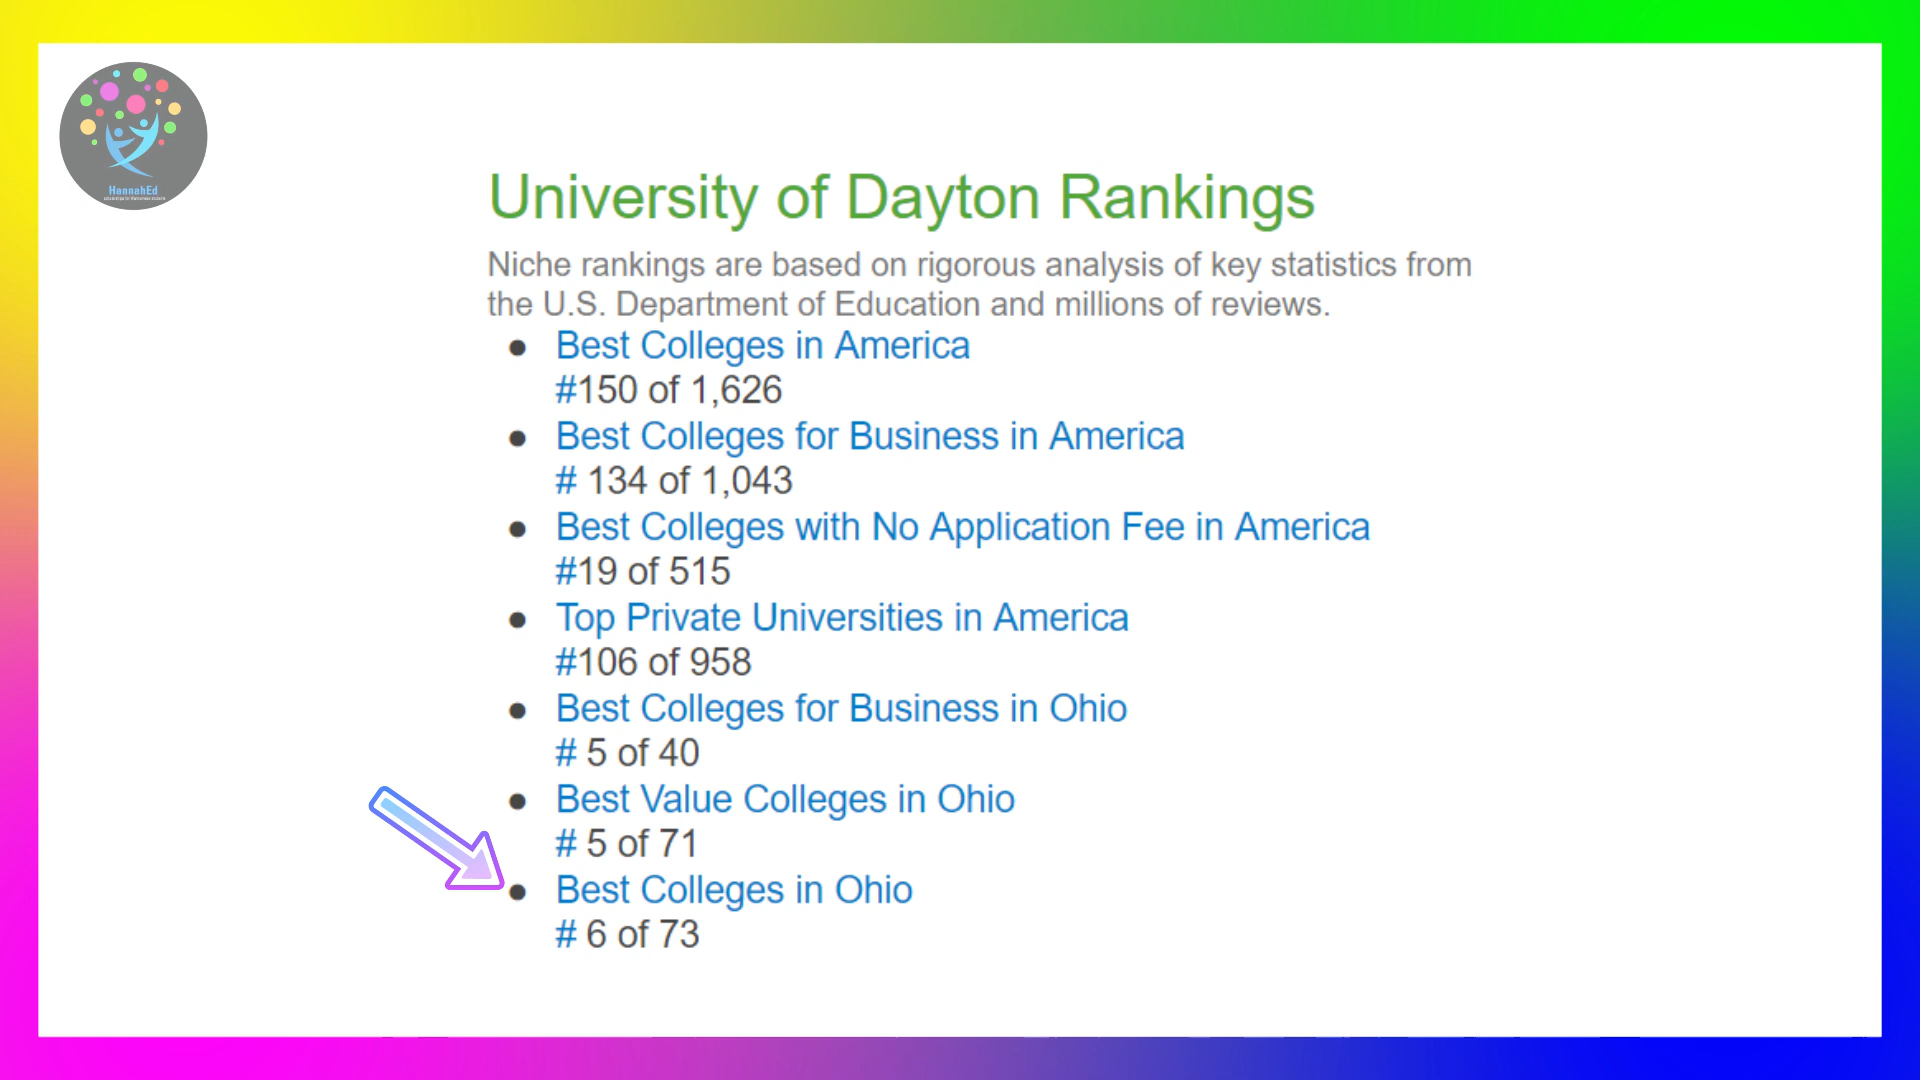 HannahEd
University of Dayton Rankings
Niche rankings are based on rigorous analysis of key statistics from
the U.S. Department of Education and millions of reviews.
● Best Colleges in America
#150 of 1,626
● Best Colleges for Business in America
# 134 of 1,043
● Best Colleges with No Application Fee in America
#19 of 515
● Top Private Universities in America
#106 of 958
● Best Colleges for Business in Ohio
# 5 of 40
● Best Value Colleges in Ohio
# 5 of 71
● Best Colleges in Ohio
# 6 of 73